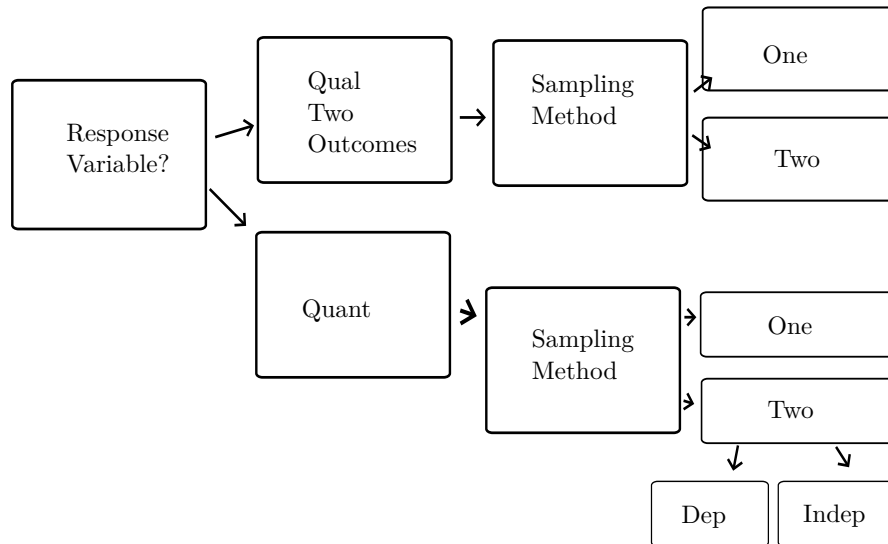 Response
Variable?
Qual
Two
Outcomes
Sampling
Method
One
Two
Quant
Sampling
Method
One
Two
Dep
Indep